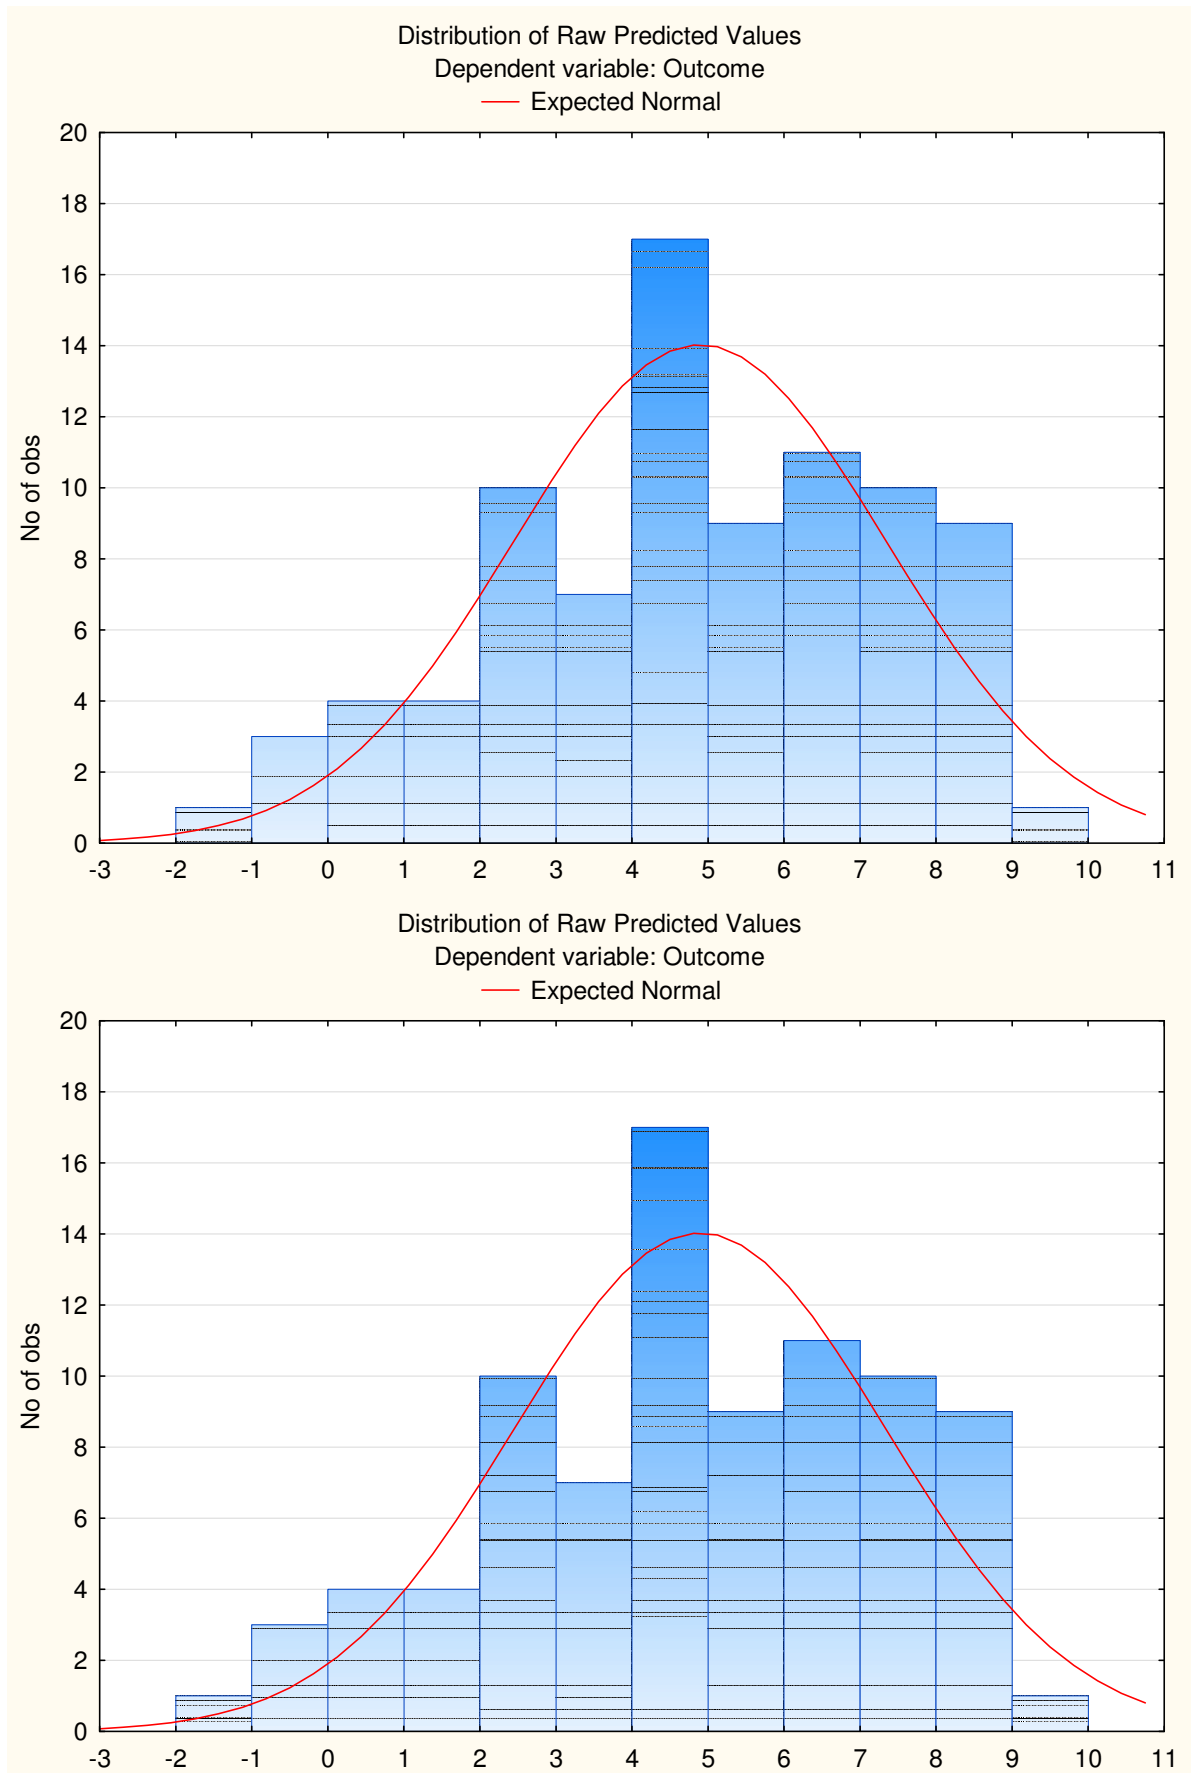 Distribution of Raw Predicted Values
Dependent variable: Outcome
Expected Normal
20
18
16
14
12
10
8
6
4
2
0
No of obs
-3 -2 -1 0 1 2 3 4 5 6 7 8 9 10 11
Distribution of Raw Predicted Values
Dependent variable: Outcome
Expected Normal
20
18
16
14
12
10
8
6
4
2
0
No of obs
-3 -2 -1 0 1 2 3 4 5 6 7 8 9 10 11